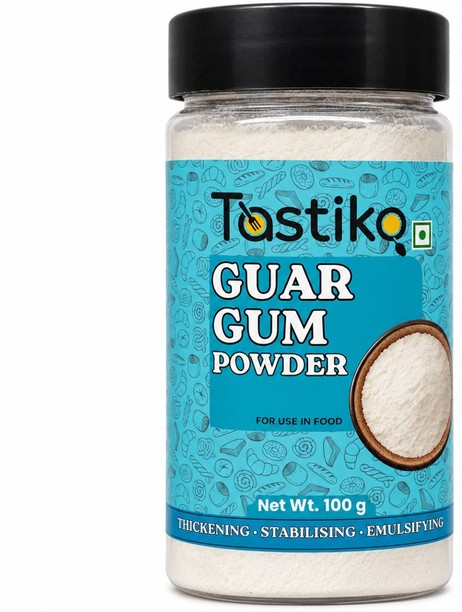 Tastiko
GUAR
GUM
POWDER
FOR USE IN FOOD
Net Wt. 100 g
THICKENING · STABILISING · EMULSIFYING